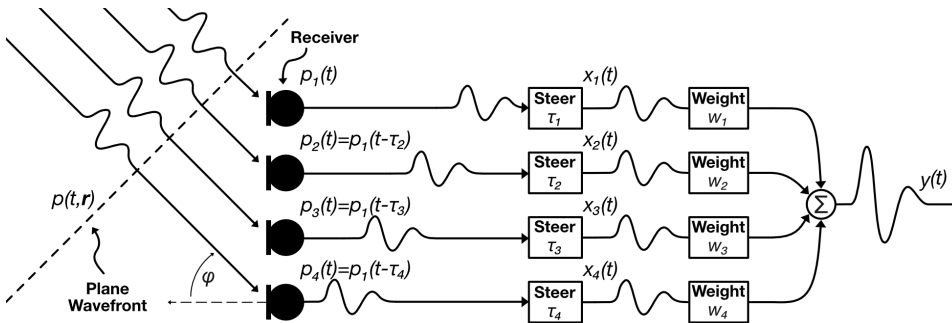 Receiver
p₁(t)
x₁(t)
Steer
τ₁
Weight
w₁
p₂(t)=p₁(t-τ₂)
x₂(t)
Steer
τ₂
Weight
w₂
p(t,r)
y(t)
Σ
p₃(t)=p₁(t-τ₃)
x₃(t)
Steer
τ₃
Weight
w₃
p₄(t)=p₁(t-τ₄)
x₄(t)
Steer
τ₄
Weight
w₄
φ
Plane
Wavefront